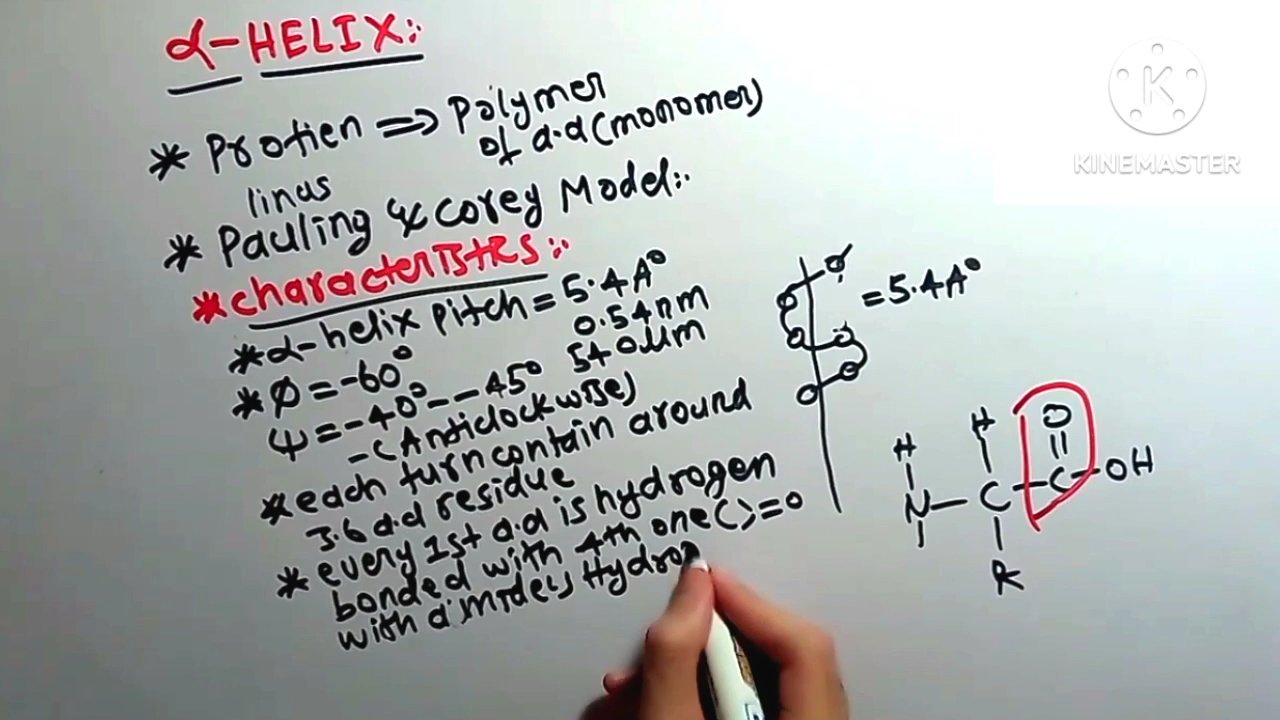 α-HELIX:-
* Protien => Polymer
of a.a (monomer)
linus
* Pauling & corey Model:-
* characterISHRS:-
* α-helix pitch = 5.4A°
0.54nm
540μm
* Ø = -60°
Ψ = -40° -- 45°
-(Anticlockwise)
* each turn contain around
3.6 a.a residue
* every 1st a.a is hydrogen
bonded with 4th one C=O
with amides Hydro
= 5.4A°
H H O
N C C OH
R
K
KINEMASTER